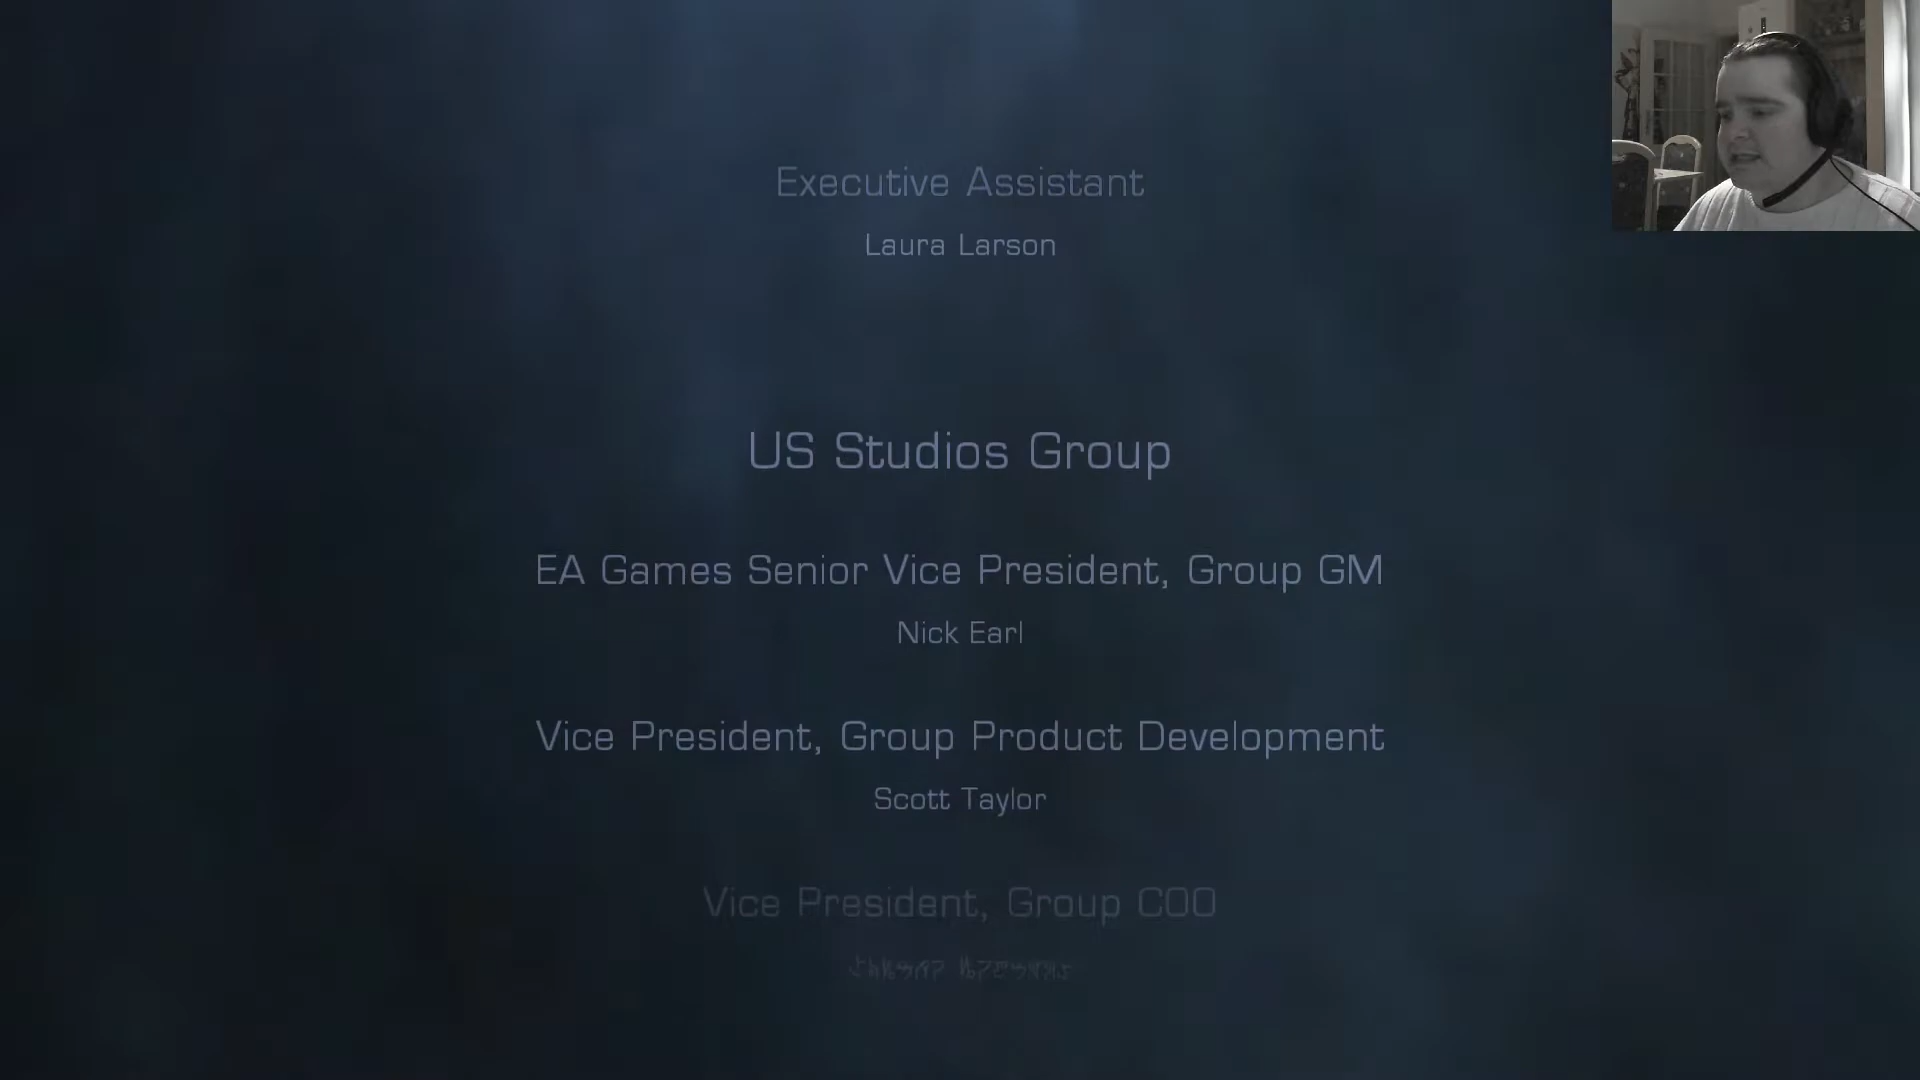 Executive Assistant
Laura Larson
US Studios Group
EA Games Senior Vice President, Group GM
Nick Earl
Vice President, Group Product Development
Scott Taylor
Vice President, Group COO